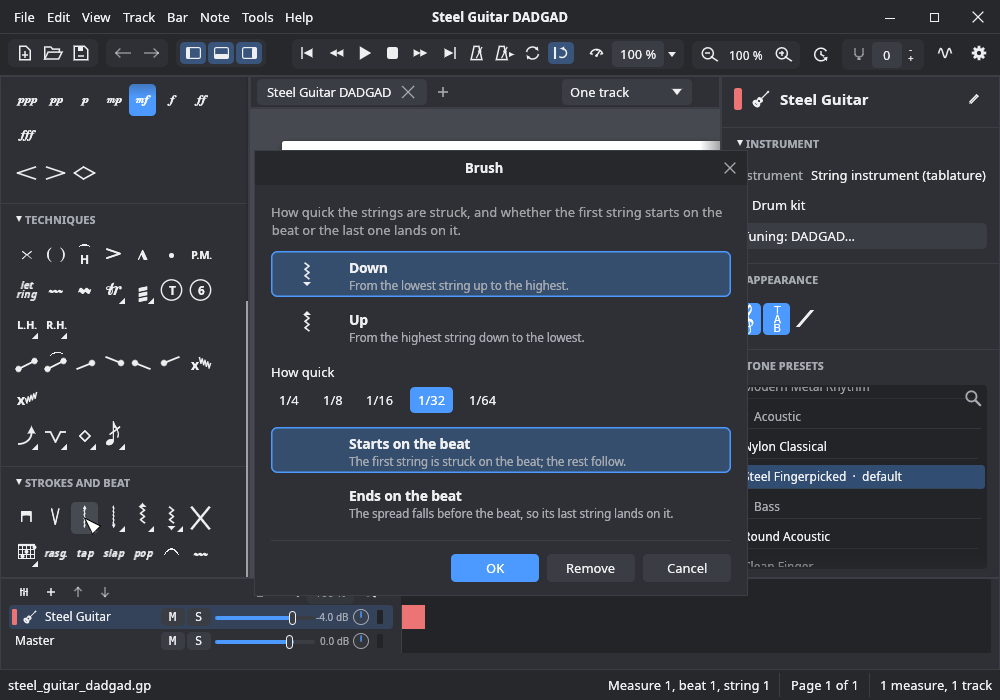 File Edit View Track Bar Note Tools Help
Steel Guitar DADGAD
100 %
100 %
0
ppp pp p mp mf f ff
fff
Steel Guitar DADGAD
One track
Steel Guitar
INSTRUMENT
strument String instrument (tablature)
Drum kit
uning: DADGAD...
APPEARANCE
TAB
TONE PRESETS
Modern Metal Rhythm
Acoustic
Nylon Classical
Steel Fingerpicked · default
Bass
Round Acoustic
Clean Finger
TECHNIQUES
H
P.M.
let ring
tr
T
6
L.H. R.H.
STROKES AND BEAT
rasg. tap slap pop
Brush
How quick the strings are struck, and whether the first string starts on the
beat or the last one lands on it.
Down
From the lowest string up to the highest.
Up
From the highest string down to the lowest.
How quick
1/4 1/8 1/16 1/32 1/64
Starts on the beat
The first string is struck on the beat; the rest follow.
Ends on the beat
The spread falls before the beat, so its last string lands on it.
OK Remove Cancel
Steel Guitar M S -4.0 dB
Master M S 0.0 dB
steel_guitar_dadgad.gp
Measure 1, beat 1, string 1 Page 1 of 1 1 measure, 1 track